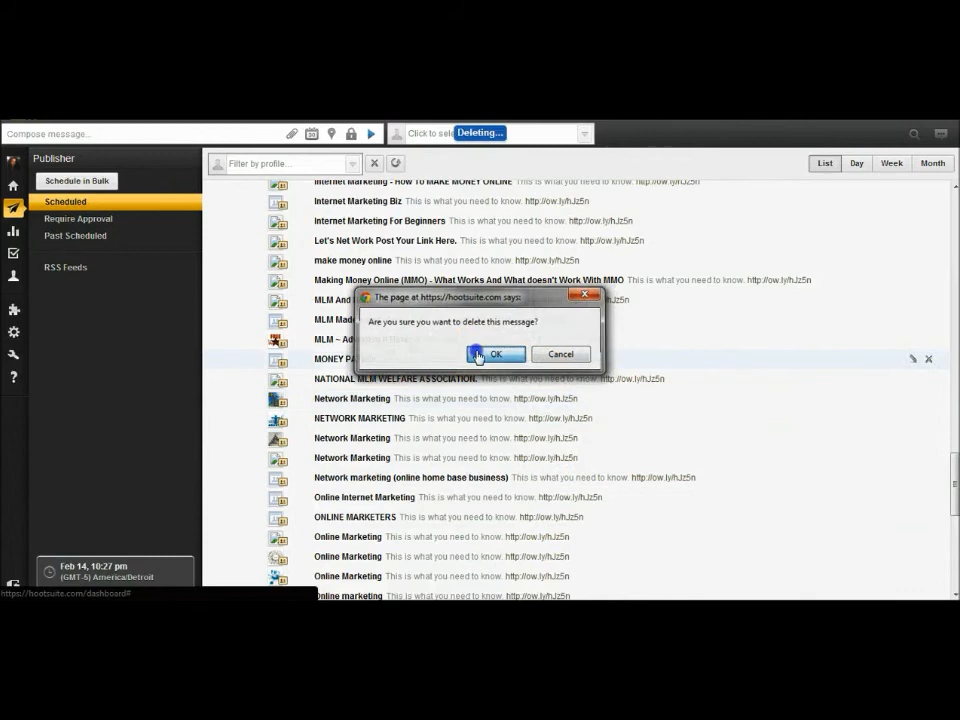 Compose message...
Click to sele
Deleting...
Publisher
Filter by profile...
List
Day
Week
Month
Schedule in Bulk
Scheduled
Require Approval
Past Scheduled
RSS Feeds
Internet Marketing - How To MAKE MONEY ONLINE This is what you need to know. http://ow.ly/hJz5n
Internet Marketing Biz This is what you need to know. http://ow.ly/hJz5n
Internet Marketing For Beginners This is what you need to know. http://ow.ly/hJz5n
Let's Net Work Post Your Link Here. This is what you need to know. http://ow.ly/hJz5n
make money online This is what you need to know. http://ow.ly/hJz5n
Making Money Online (MMO) - What Works And What doesn't Work With MMO This is what you need to know. http://ow.ly/hJz5n
The page at https://hootsuite.com says:
MLM And
/hJz5n
Are you sure you want to delete this message?
MLM Made
MLM ~
OK
Cancel
MONEY PA
NATIONAL MLM WELFARE ASSOCIATION. This is what you need to know. http://ow.ly/hJz5n
Network Marketing This is what you need to know. http://ow.ly/hJz5n
NETWORK MARKETING This is what you need to know. http://ow.ly/hJz5n
Network Marketing This is what you need to know. http://ow.ly/hJz5n
Network Marketing This is what you need to know. http://ow.ly/hJz5n
Network marketing (online home base business) This is what you need to know. http://ow.ly/hJz5n
Online Internet Marketing This is what you need to know. http://ow.ly/hJz5n
ONLINE MARKETERS This is what you need to know. http://ow.ly/hJz5n
Online Marketing This is what you need to know. http://ow.ly/hJz5n
Online Marketing This is what you need to know. http://ow.ly/hJz5n
Online Marketing This is what you need to know. http://ow.ly/hJz5n
Online marketing This is what you need to know. http://ow.ly/hJz5n
Feb 14, 10:27 pm
(GMT-5) America/Detroit
https://hootsuite.com/dashboard#